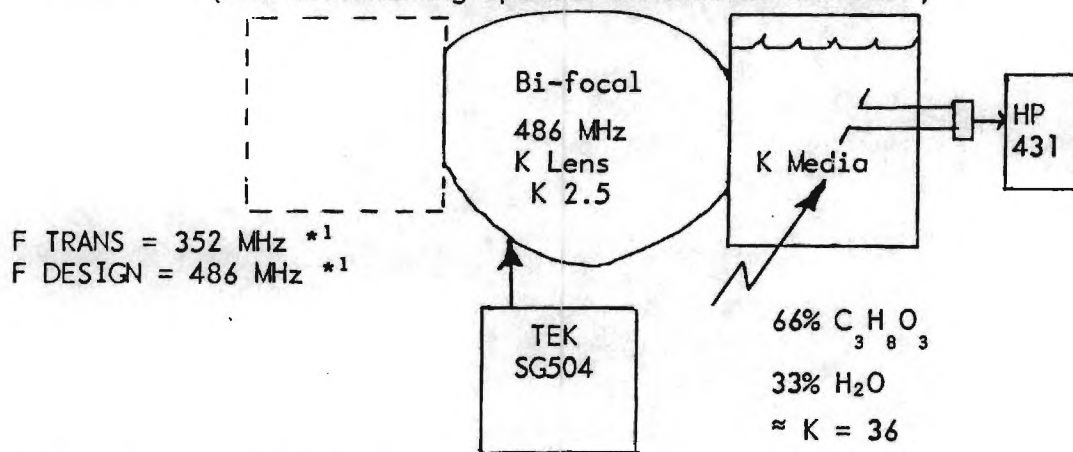 Bi-focal
486 MHz
K Lens
K 2.5
K Media
HP
431
F TRANS = 352 MHz *1
F DESIGN = 486 MHz *1
TEK
SG504
66% C3H8O3
33% H2O
≈ K = 36